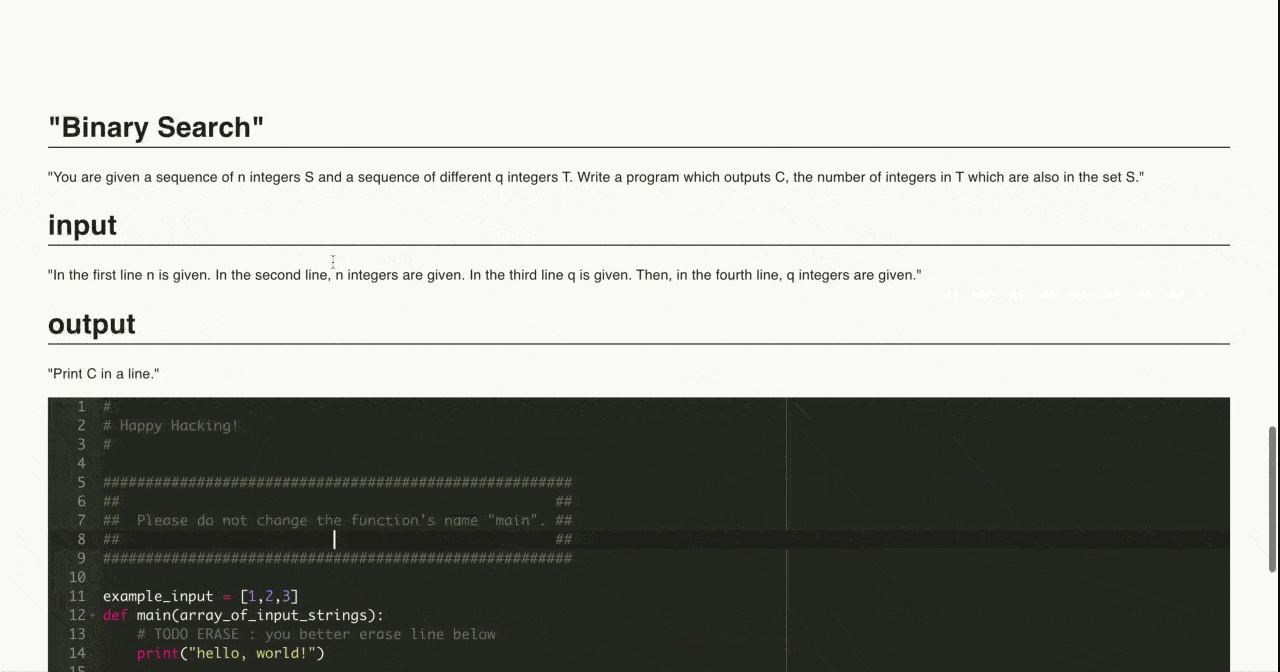 "Binary Search"
"You are given a sequence of n integers S and a sequence of different q integers T. Write a program which outputs C, the number of integers in T which are also in the set S."
input
"In the first line n is given. In the second line, n integers are given. In the third line q is given. Then, in the fourth line, q integers are given."
output
"Print C in a line."
1 #
2 # Happy Hacking!
3 #
4
5 #######################################################
6 ## ##
7 ## Please do not change the function's name "main". ##
8 ## ##
9 #######################################################
10
11 example_input = [1,2,3]
12 def main(array_of_input_strings):
13 # TODO ERASE : you better erase line below
14 print("hello, world!")
15